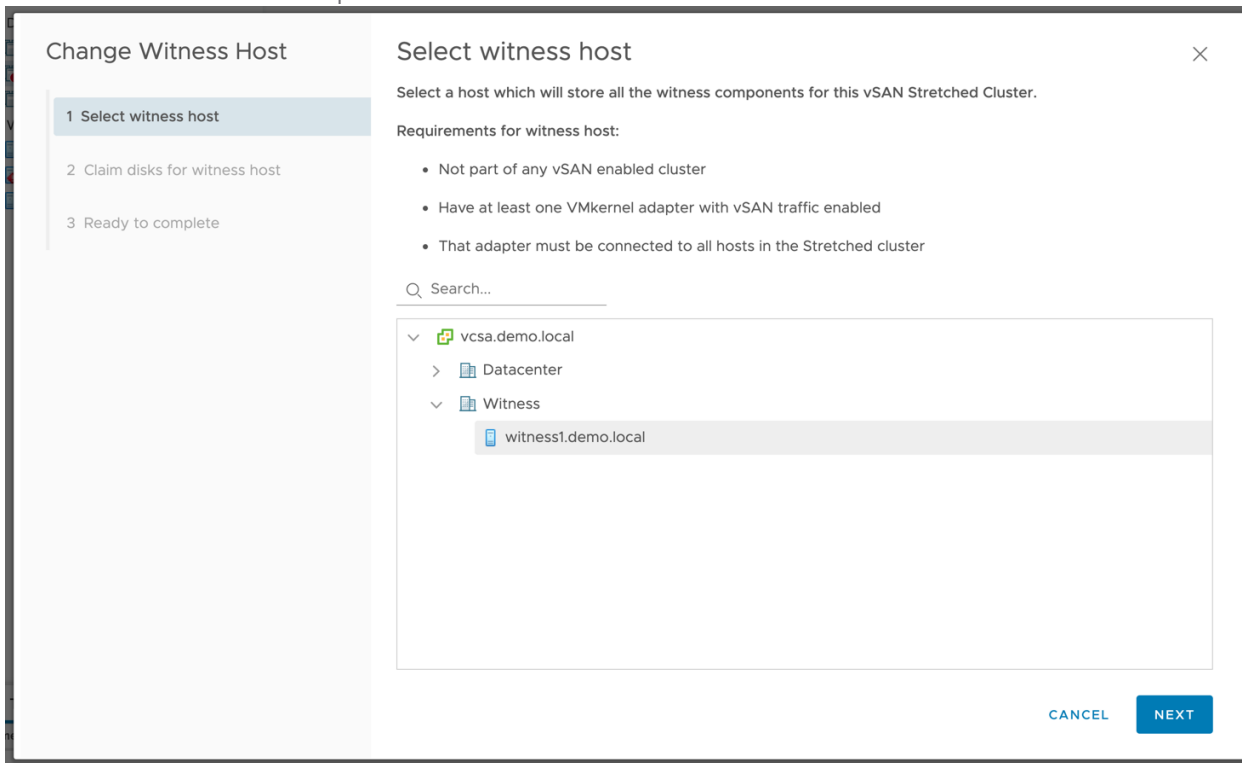 Change Witness Host
1 Select witness host
2 Claim disks for witness host
3 Ready to complete
Select witness host
Select a host which will store all the witness components for this vSAN Stretched Cluster.
Requirements for witness host:
• Not part of any vSAN enabled cluster
• Have at least one VMkernel adapter with vSAN traffic enabled
• That adapter must be connected to all hosts in the Stretched cluster
Search...
vcsa.demo.local
Datacenter
Witness
witness1.demo.local
CANCEL
NEXT